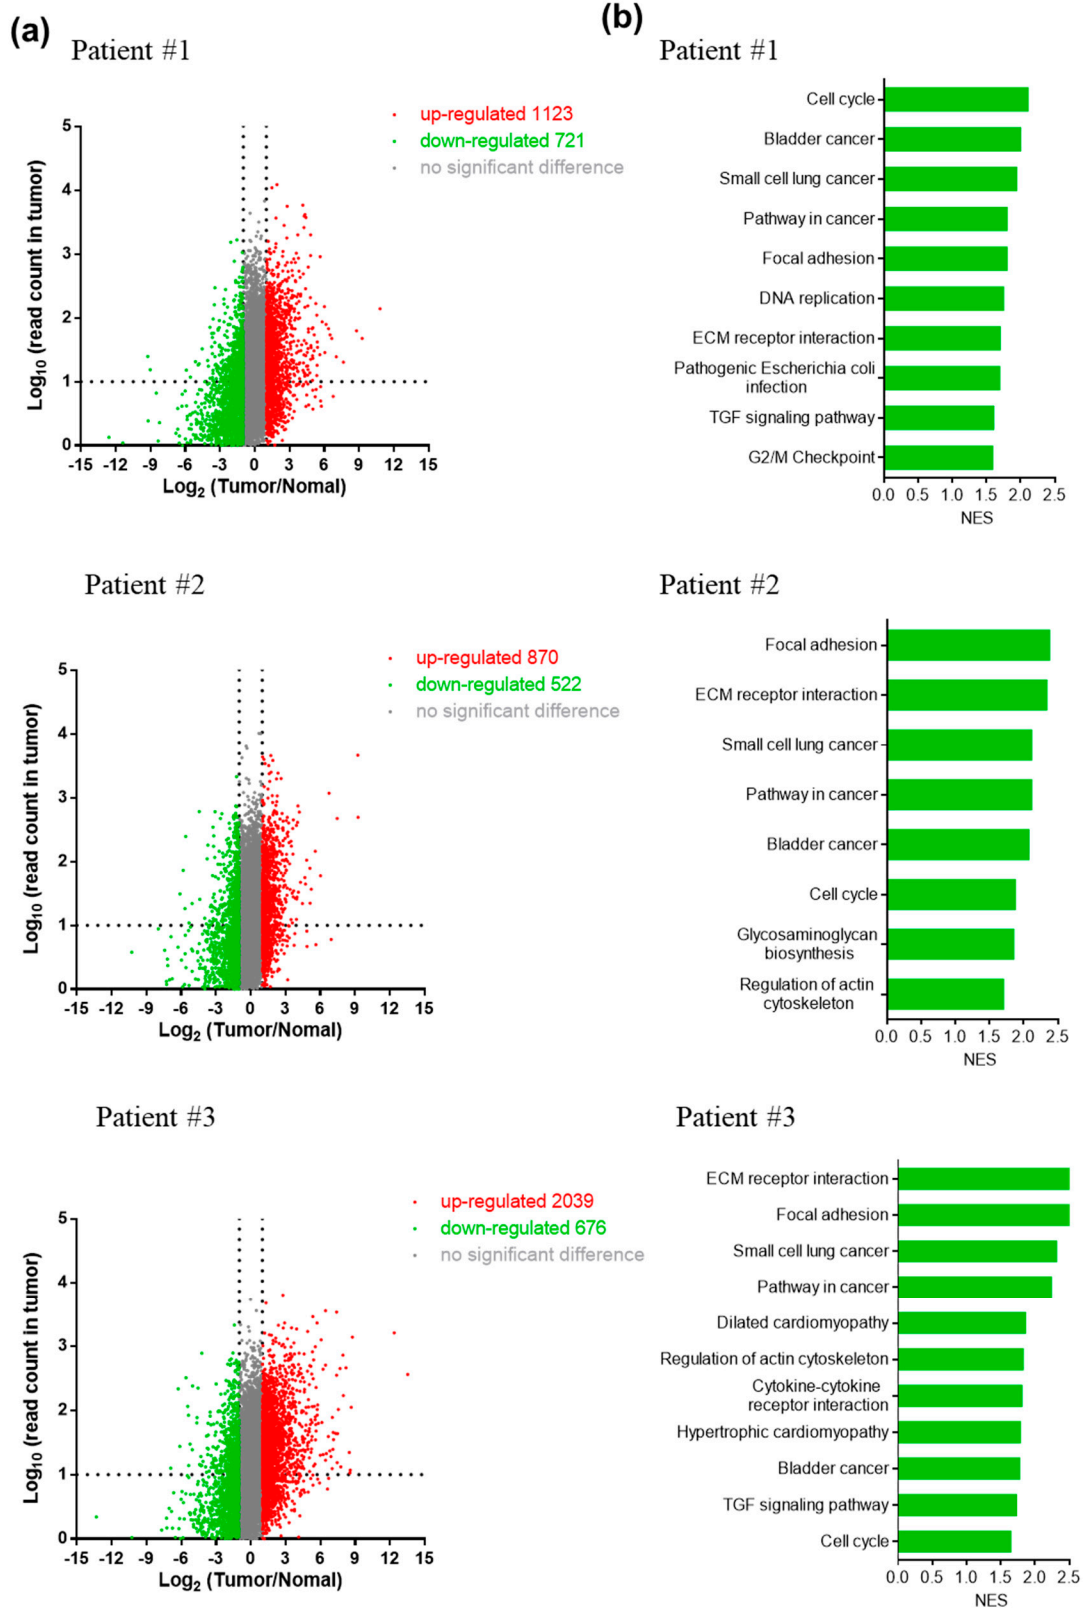 (a)
Patient #1
up-regulated 1123
down-regulated 721
no significant difference
Log10 (read count in tumor)
5
4
3
2
1
0
-15 -12 -9 -6 -3 0 3 6 9 12 15
Log2 (Tumor/Nomal)
Patient #2
up-regulated 870
down-regulated 522
no significant difference
Log10 (read count in tumor)
5
4
3
2
1
0
-15 -12 -9 -6 -3 0 3 6 9 12 15
Log2 (Tumor/Nomal)
Patient #3
up-regulated 2039
down-regulated 676
no significant difference
Log10 (read count in tumor)
5
4
3
2
1
0
-15 -12 -9 -6 -3 0 3 6 9 12 15
Log2 (Tumor/Nomal)
(b)
Patient #1
Cell cycle
Bladder cancer
Small cell lung cancer
Pathway in cancer
Focal adhesion
DNA replication
ECM receptor interaction
Pathogenic Escherichia coli
infection
TGF signaling pathway
G2/M Checkpoint
0.0 0.5 1.0 1.5 2.0 2.5
NES
Patient #2
Focal adhesion
ECM receptor interaction
Small cell lung cancer
Pathway in cancer
Bladder cancer
Cell cycle
Glycosaminoglycan
biosynthesis
Regulation of actin
cytoskeleton
0.0 0.5 1.0 1.5 2.0 2.5
NES
Patient #3
ECM receptor interaction
Focal adhesion
Small cell lung cancer
Pathway in cancer
Dilated cardiomyopathy
Regulation of actin cytoskeleton
Cytokine-cytokine
receptor interaction
Hypertrophic cardiomyopathy
Bladder cancer
TGF signaling pathway
Cell cycle
0.0 0.5 1.0 1.5 2.0 2.5
NES